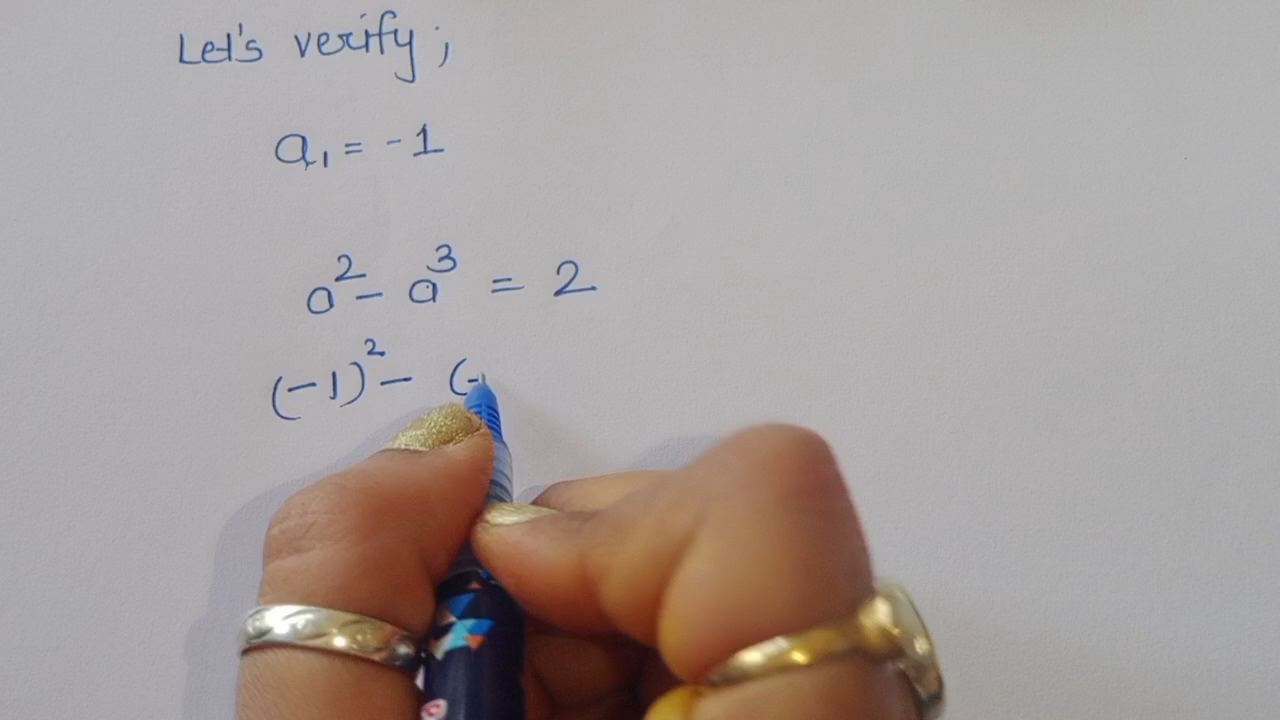 Let's verify;
a₁ = -1
a² - a³ = 2
(-1)² - (-